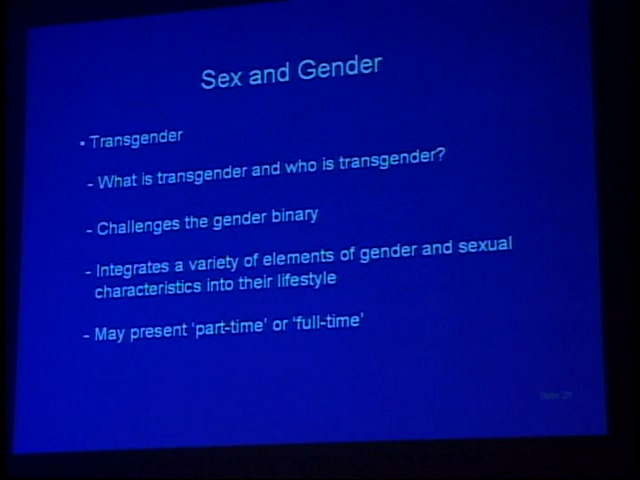 Sex and Gender
• Transgender
- What is transgender and who is transgender?
- Challenges the gender binary
- Integrates a variety of elements of gender and sexual
characteristics into their lifestyle
- May present ‘part-time’ or ‘full-time’